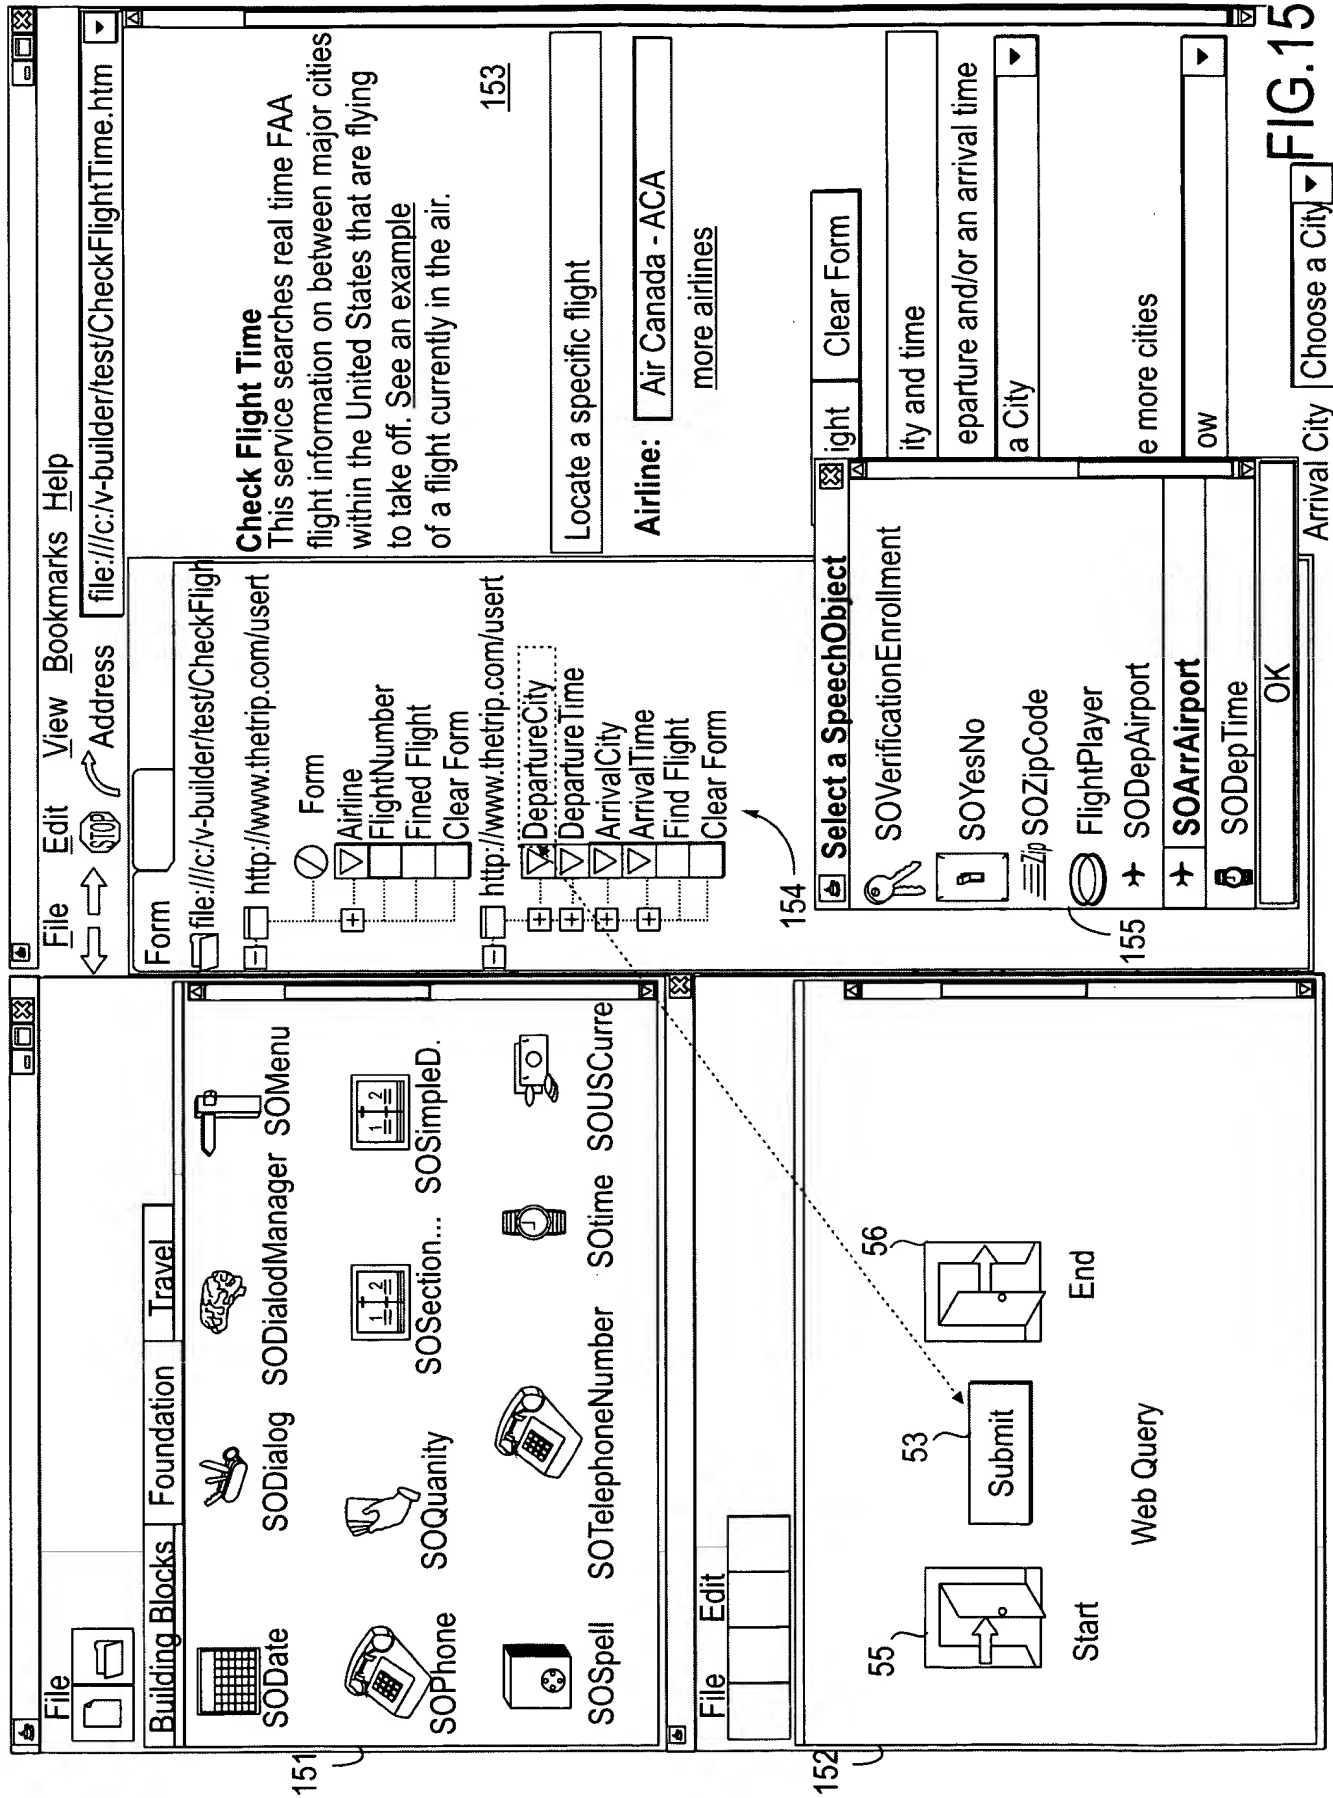 File
Building Blocks
Foundation
Travel
SODate
SODialog
SODialodManager
SOMenu
SOPhone
SOQuanity
SOSection...
SOSimpleD.
1 2
1 2
SOSpell
SOTelephoneNumber
SOtime
SOUSCurre
151
File Edit
55
53
56
Submit
Start
End
Web Query
152
File Edit View Bookmarks Help
STOP
Address
file:///c:/v-builder/test/CheckFlightTime.htm
Form
file:///c:/v-builder/test/CheckFligh
http://www.thetrip.com/usert
Form
Airline
FlightNumber
Fined Flight
Clear Form
http://www.thetrip.com/usert
DepartureCity
DepartureTime
ArrivalCity
ArrivalTime
Find Flight
Clear Form
154
Check Flight Time
This service searches real time FAA
flight information on between major cities
within the United States that are flying
to take off. See an example
of a flight currently in the air.
153
Locate a specific flight
Airline: Air Canada - ACA
more airlines
ight
Clear Form
ity and time
eparture and/or an arrival time
a City
e more cities
ow
Arrival City Choose a City
Select a SpeechObject
SOVerificationEnrollment
SOYesNo
Zip SOZipCode
FlightPlayer
SODepAirport
SOArrAirport
SODepTime
OK
155
FIG.15